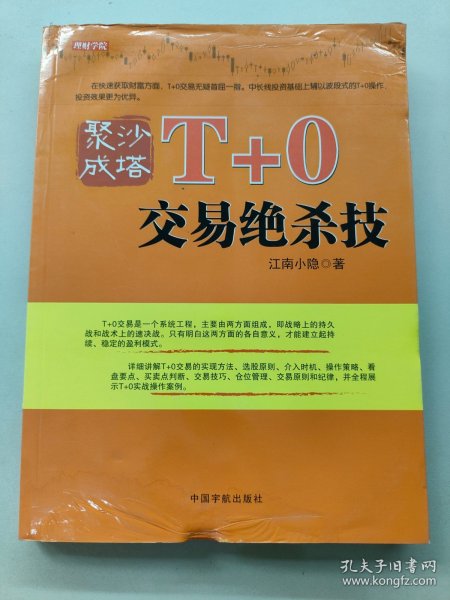 理财学院
在快速获取财富方面，T+0交易无疑首屈一指。中长线投资基础上辅以波段式的T+0操作，
投资效果更为优异。
聚沙
成塔
T+0
交易绝杀技
江南小隐◎著
T+0交易是一个系统工程，主要由两方面组成，即战略上的持久
战和战术上的速决战。只有明白这两方面的各自意义，才能建立起持
续、稳定的盈利模式。
详细讲解T+0交易的实现方法、选股原则、介入时机、操作策略、看
盘要点、买卖点判断、交易技巧、仓位管理、交易原则和纪律，并全程展
示T+0实战操作案例。
中国宇航出版社
孔夫子旧书网
www.kongfz.com